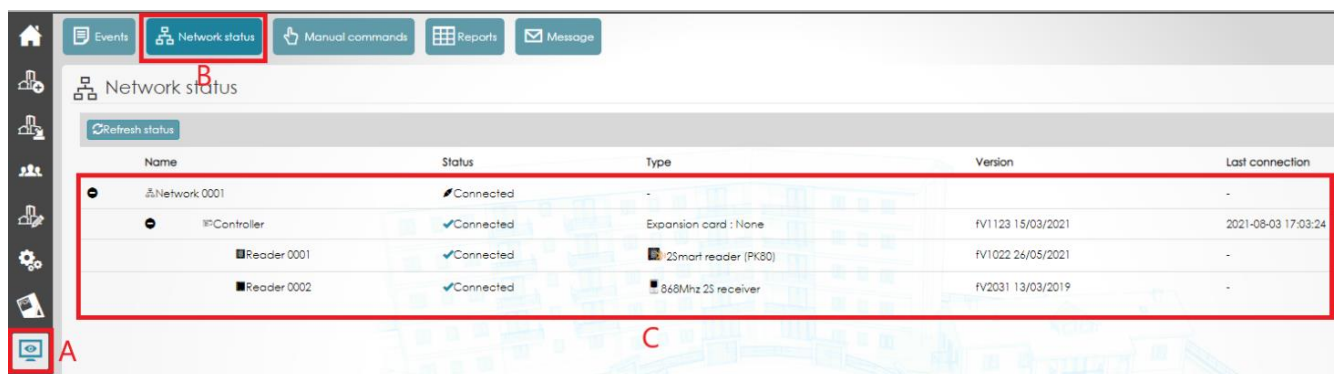 Events Network status Manual commands Reports Message
B
Network status
Refresh status
Name Status Type Version Last connection
Network 0001 Connected - -
Controller Connected Expansion card : None fV1123 15/03/2021 2021-08-03 17:03:24
Reader 0001 Connected 2Smart reader (PK80) fV1022 26/05/2021 -
Reader 0002 Connected 868Mhz 2S receiver fV2031 13/03/2019 -
C
A